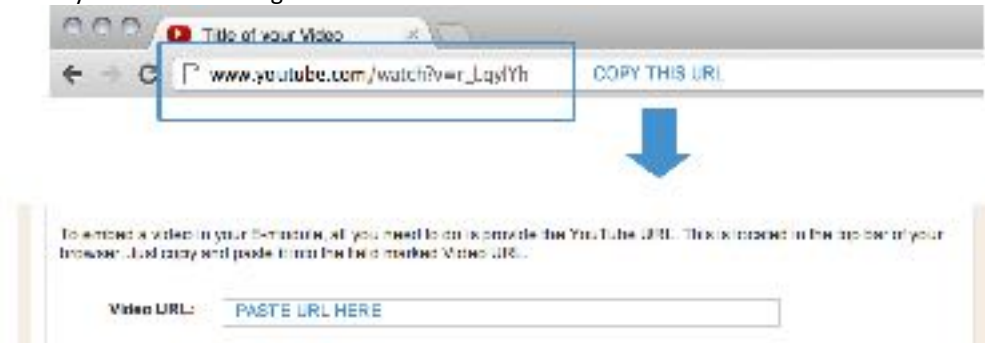 Title of your Video
www.youtube.com/watch?v=r_LqylYh COPY THIS URL
To embed a video in your E-module, all you need to do is provide the YouTube URL. This is located in the top bar of your
browser. Just copy and paste it into the field marked Video URL.
Video URL: PASTE URL HERE